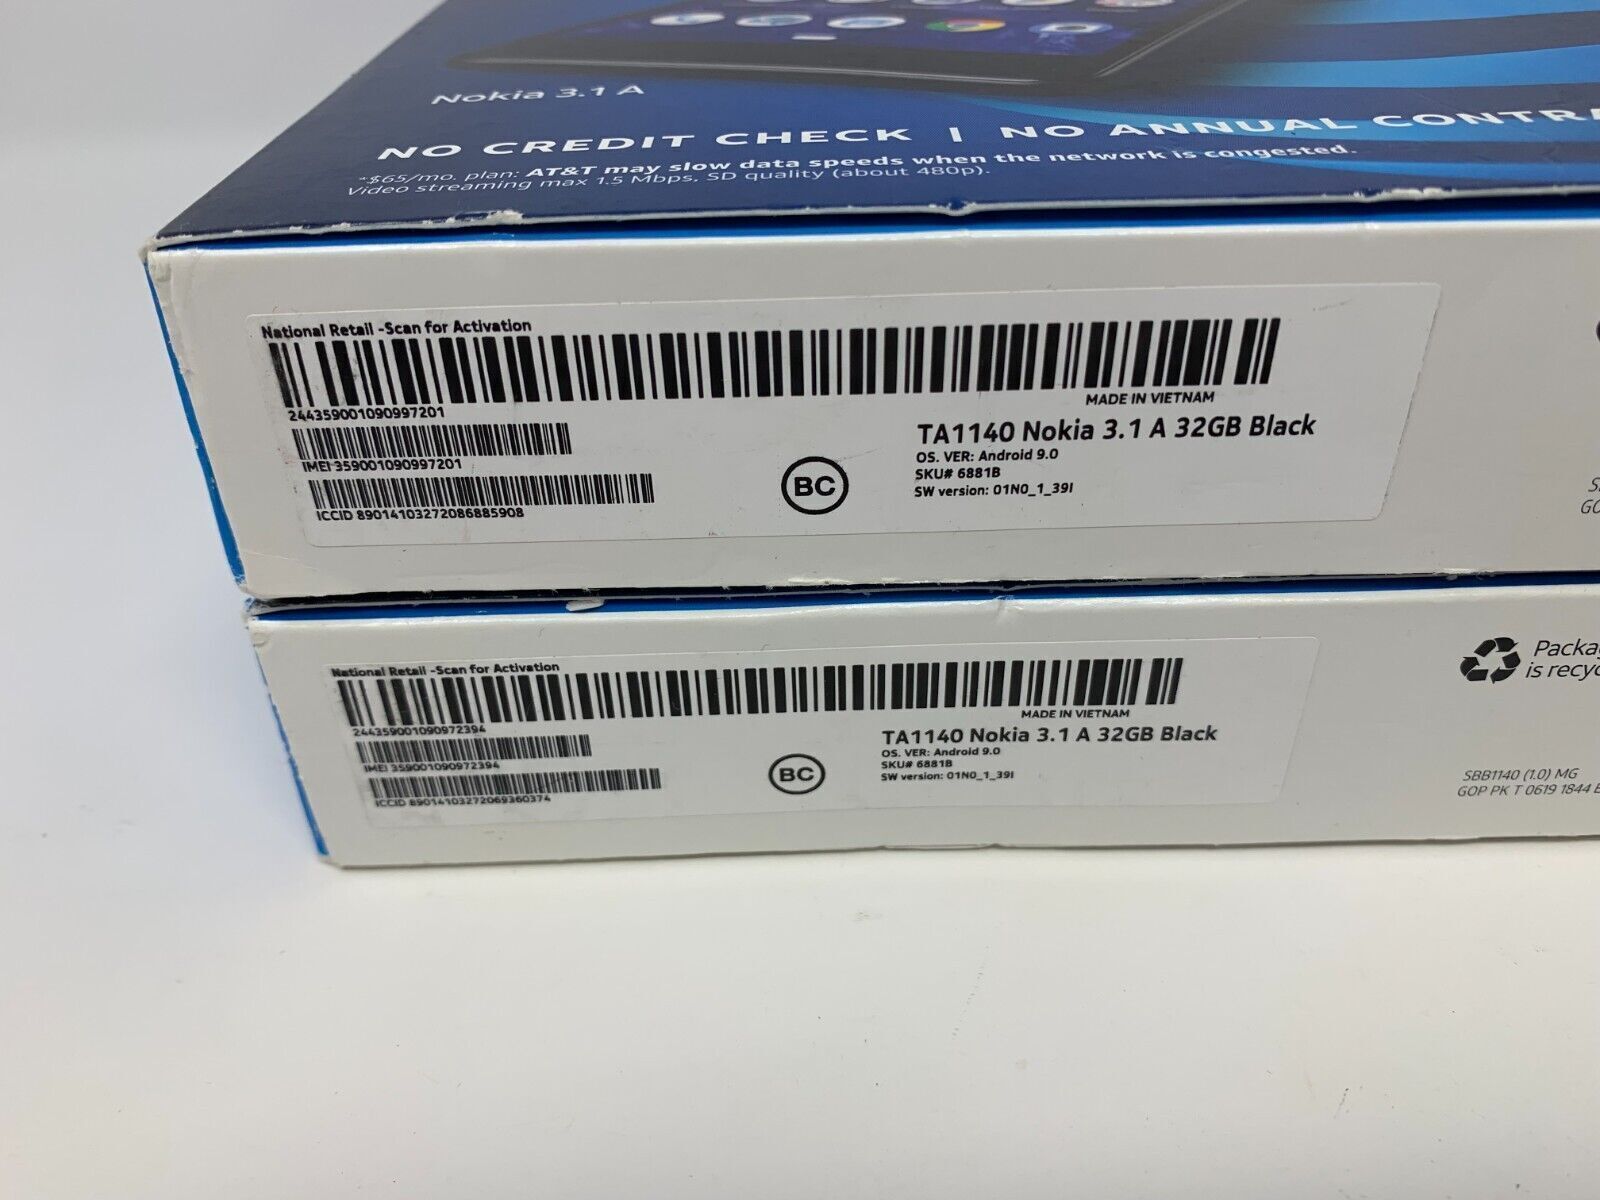 Nokia 3.1 A
NO CREDIT CHECK | NO ANNUAL
*$65/mo. plan: AT&T may slow data speeds when the network is congested.
Video streaming max 1.5 Mbps, SD quality (about 480p).
National Retail -Scan for Activation
244359001090997201
MADE IN VIETNAM
IMEI 359001090997201
ICCID 89014103272086885908
BC
TA1140 Nokia 3.1 A 32GB Black
OS. VER: Android 9.0
SKU# 6881B
SW version: 01N0_1_39I
National Retail -Scan for Activation
244359001090972394
MADE IN VIETNAM
IMEI 359001090972394
ICCID 89014103272069360374
BC
TA1140 Nokia 3.1 A 32GB Black
OS. VER: Android 9.0
SKU# 6881B
SW version: 01N0_1_39I
is
SBB1140 (1.0) MG
GOP PK T 0619 1844